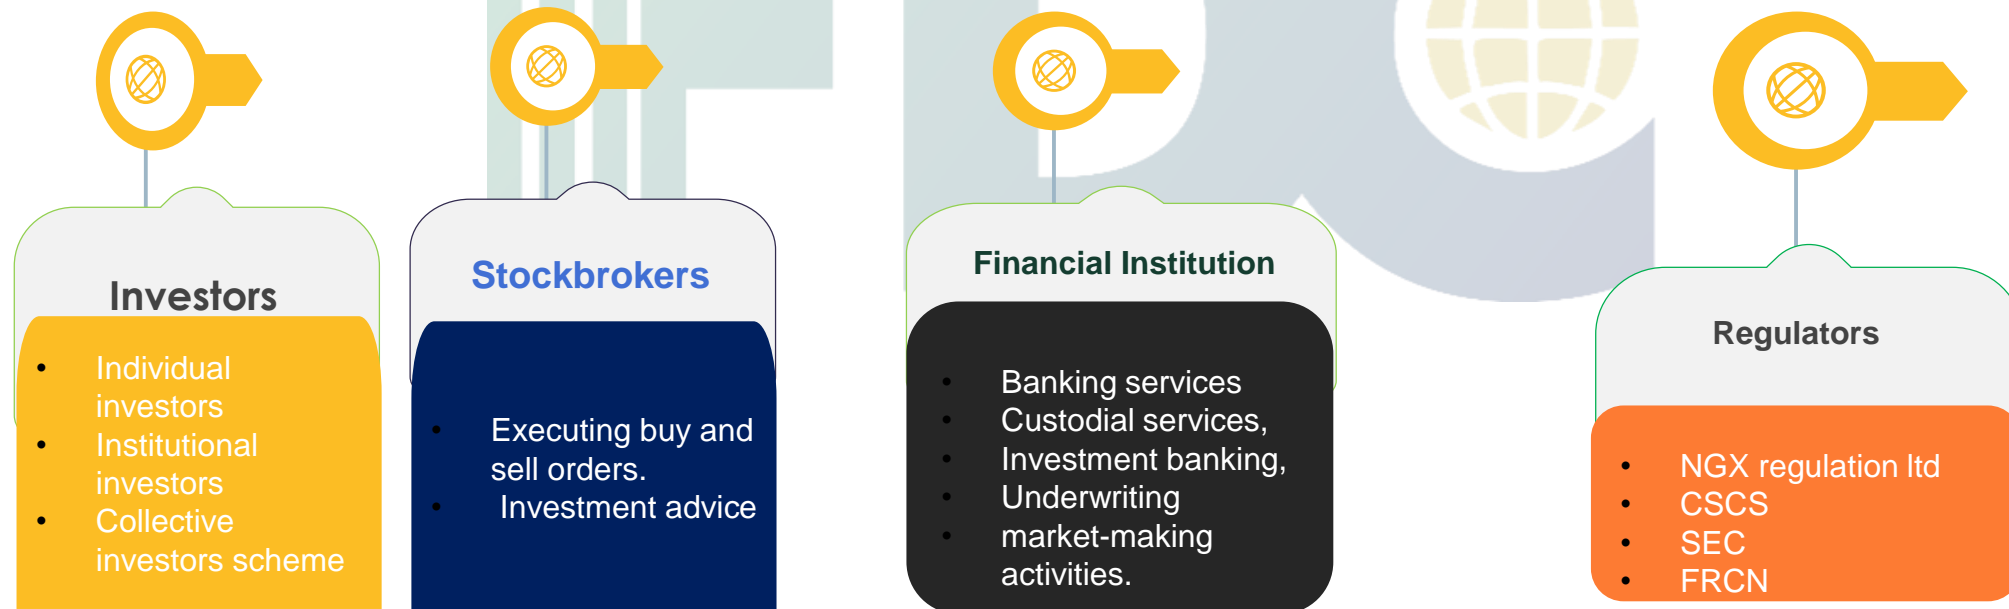 Investors
• Individual
investors
• Institutional
investors
• Collective
investors scheme
Stockbrokers
• Executing buy and
sell orders.
• Investment advice
Financial Institution
• Banking services
• Custodial services,
• Investment banking,
• Underwriting
• market-making
activities.
Regulators
• NGX regulation ltd
• CSCS
• SEC
• FRCN